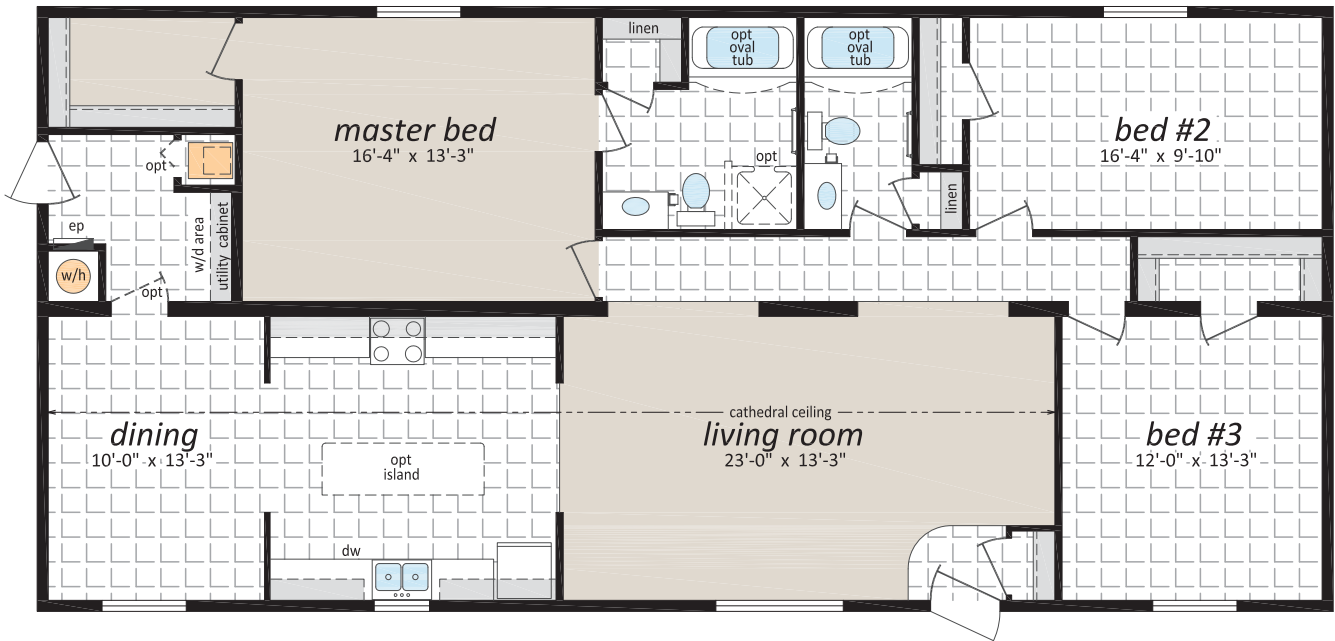 linen
opt
oval
tub
opt
oval
tub
master bed
16'-4" x 13'-3"
bed #2
16'-4" x 9'-10"
opt
opt
linen
ep
w/d area
utility cabinet
w/h
opt
cathedral ceiling
dining
10'-0" x 13'-3"
living room
23'-0" x 13'-3"
bed #3
12'-0" x 13'-3"
opt
island
dw